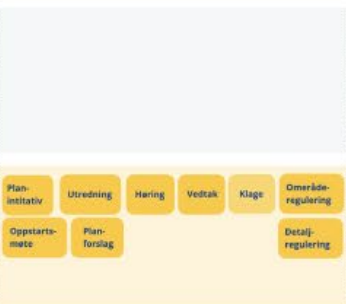 Plan-
intitativ
Utredning
Høring
Vedtak
Klage
Område-
regulering
Oppstarts-
møte
Plan-
forslag
Detalj-
regulering